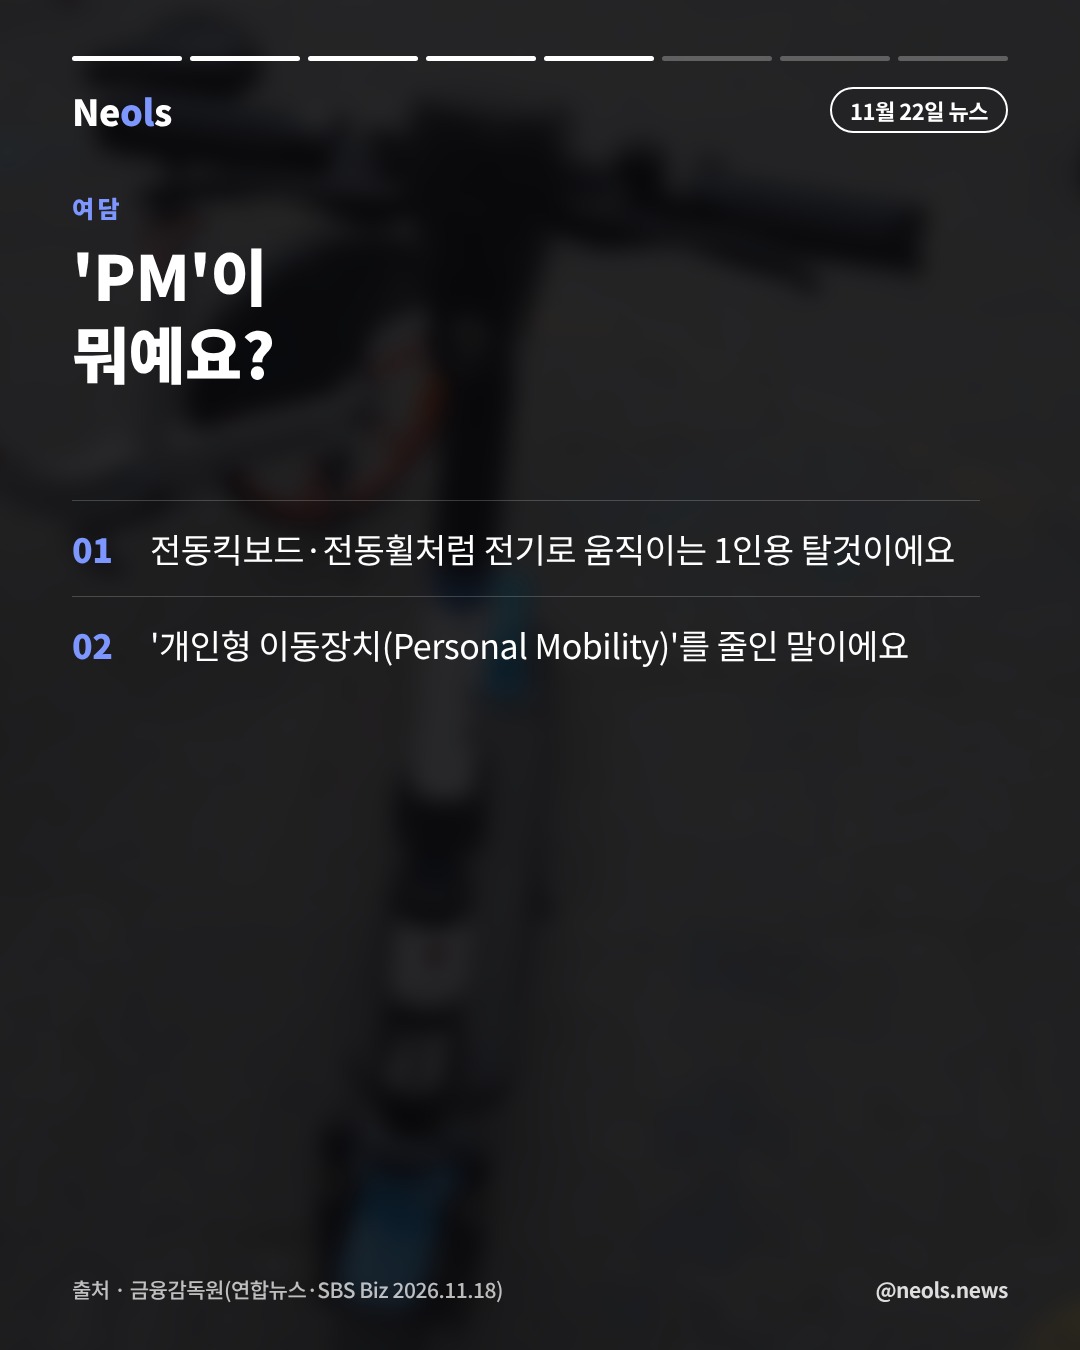 Neols
11월 22일 뉴스
여담
'PM'이
뭐예요?
01 전동킥보드·전동휠처럼 전기로 움직이는 1인용 탈것이에요
02 '개인형 이동장치(Personal Mobility)'를 줄인 말이에요
출처 · 금융감독원(연합뉴스·SBS Biz 2026.11.18)
@neols.news